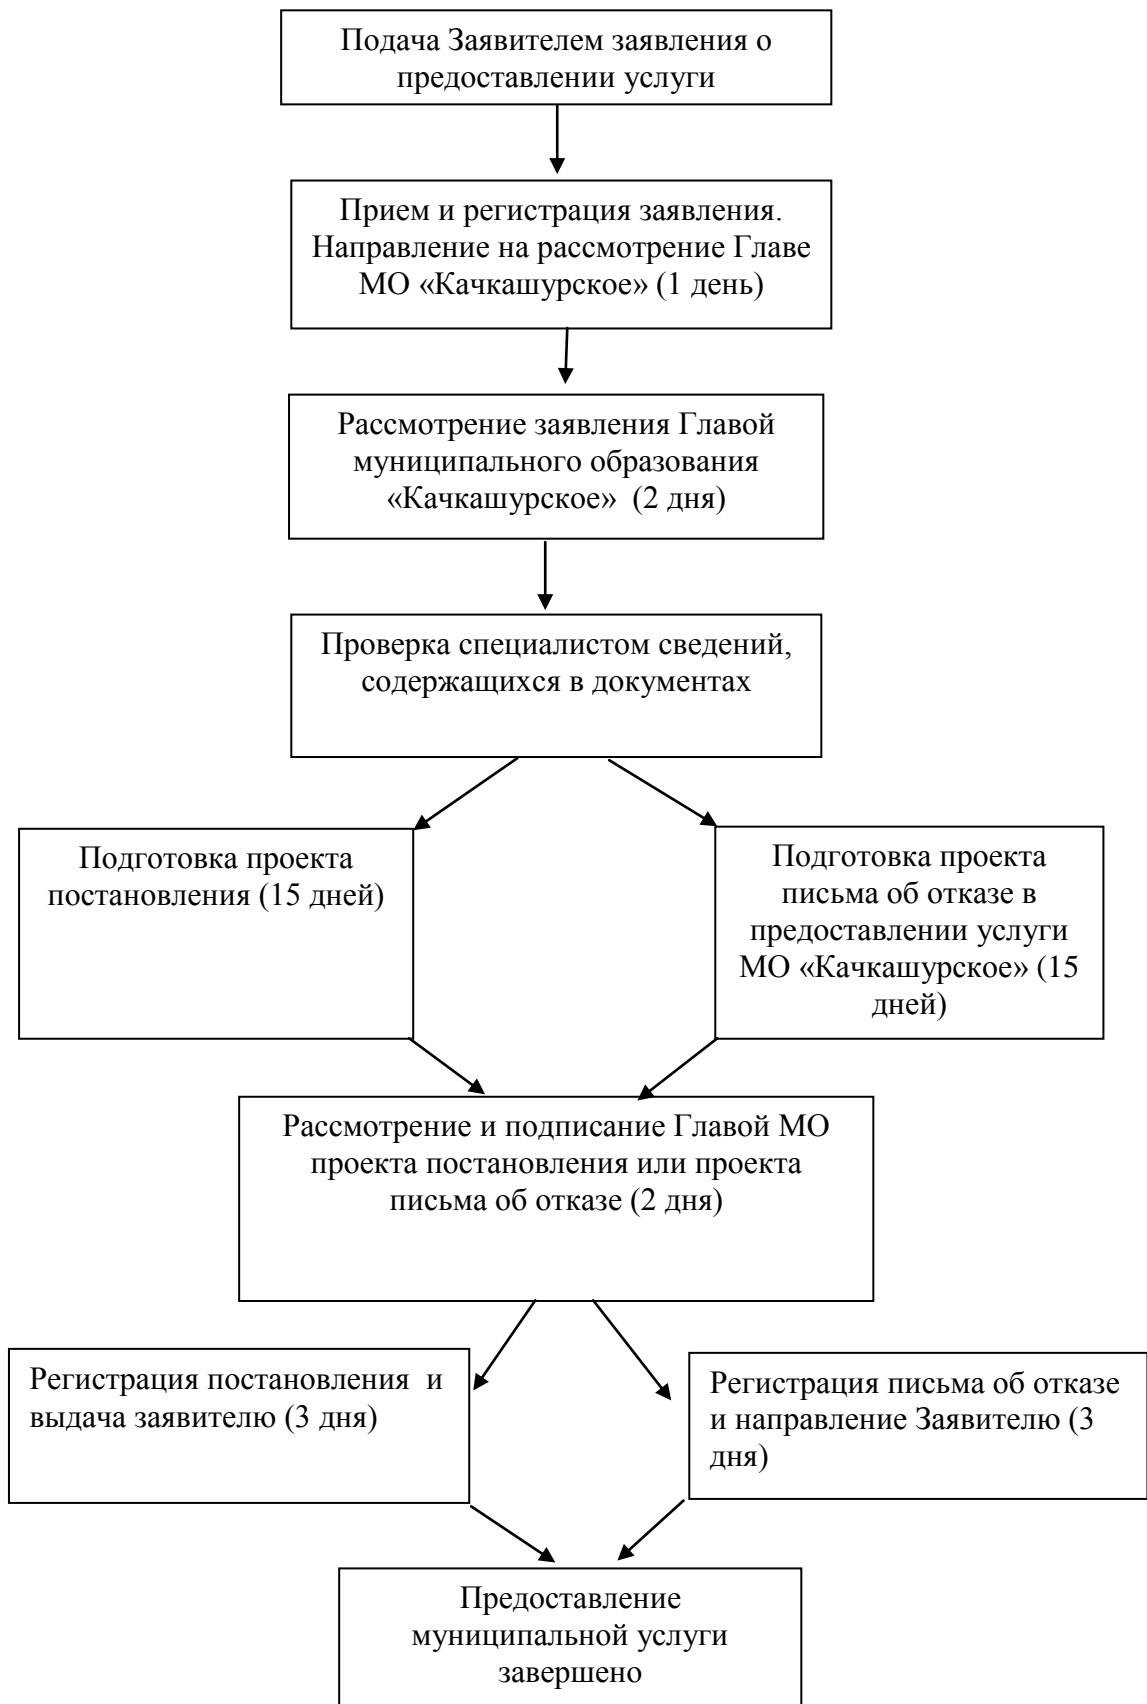 Подача Заявителем заявления о
предоставлении услуги
Прием и регистрация заявления.
Направление на рассмотрение Главе
МО «Качкашурское» (1 день)
Рассмотрение заявления Главой
муниципального образования
«Качкашурское»  (2 дня)
Проверка специалистом сведений,
содержащихся в документах
Подготовка проекта
постановления (15 дней)
Подготовка проекта
письма об отказе в
предоставлении услуги
МО «Качкашурское» (15
дней)
Рассмотрение и подписание Главой МО
проекта постановления или проекта
письма об отказе (2 дня)
Регистрация постановления  и
выдача заявителю (3 дня)
Регистрация письма об отказе
и направление Заявителю (3
дня)
Предоставление
муниципальной услуги
завершено